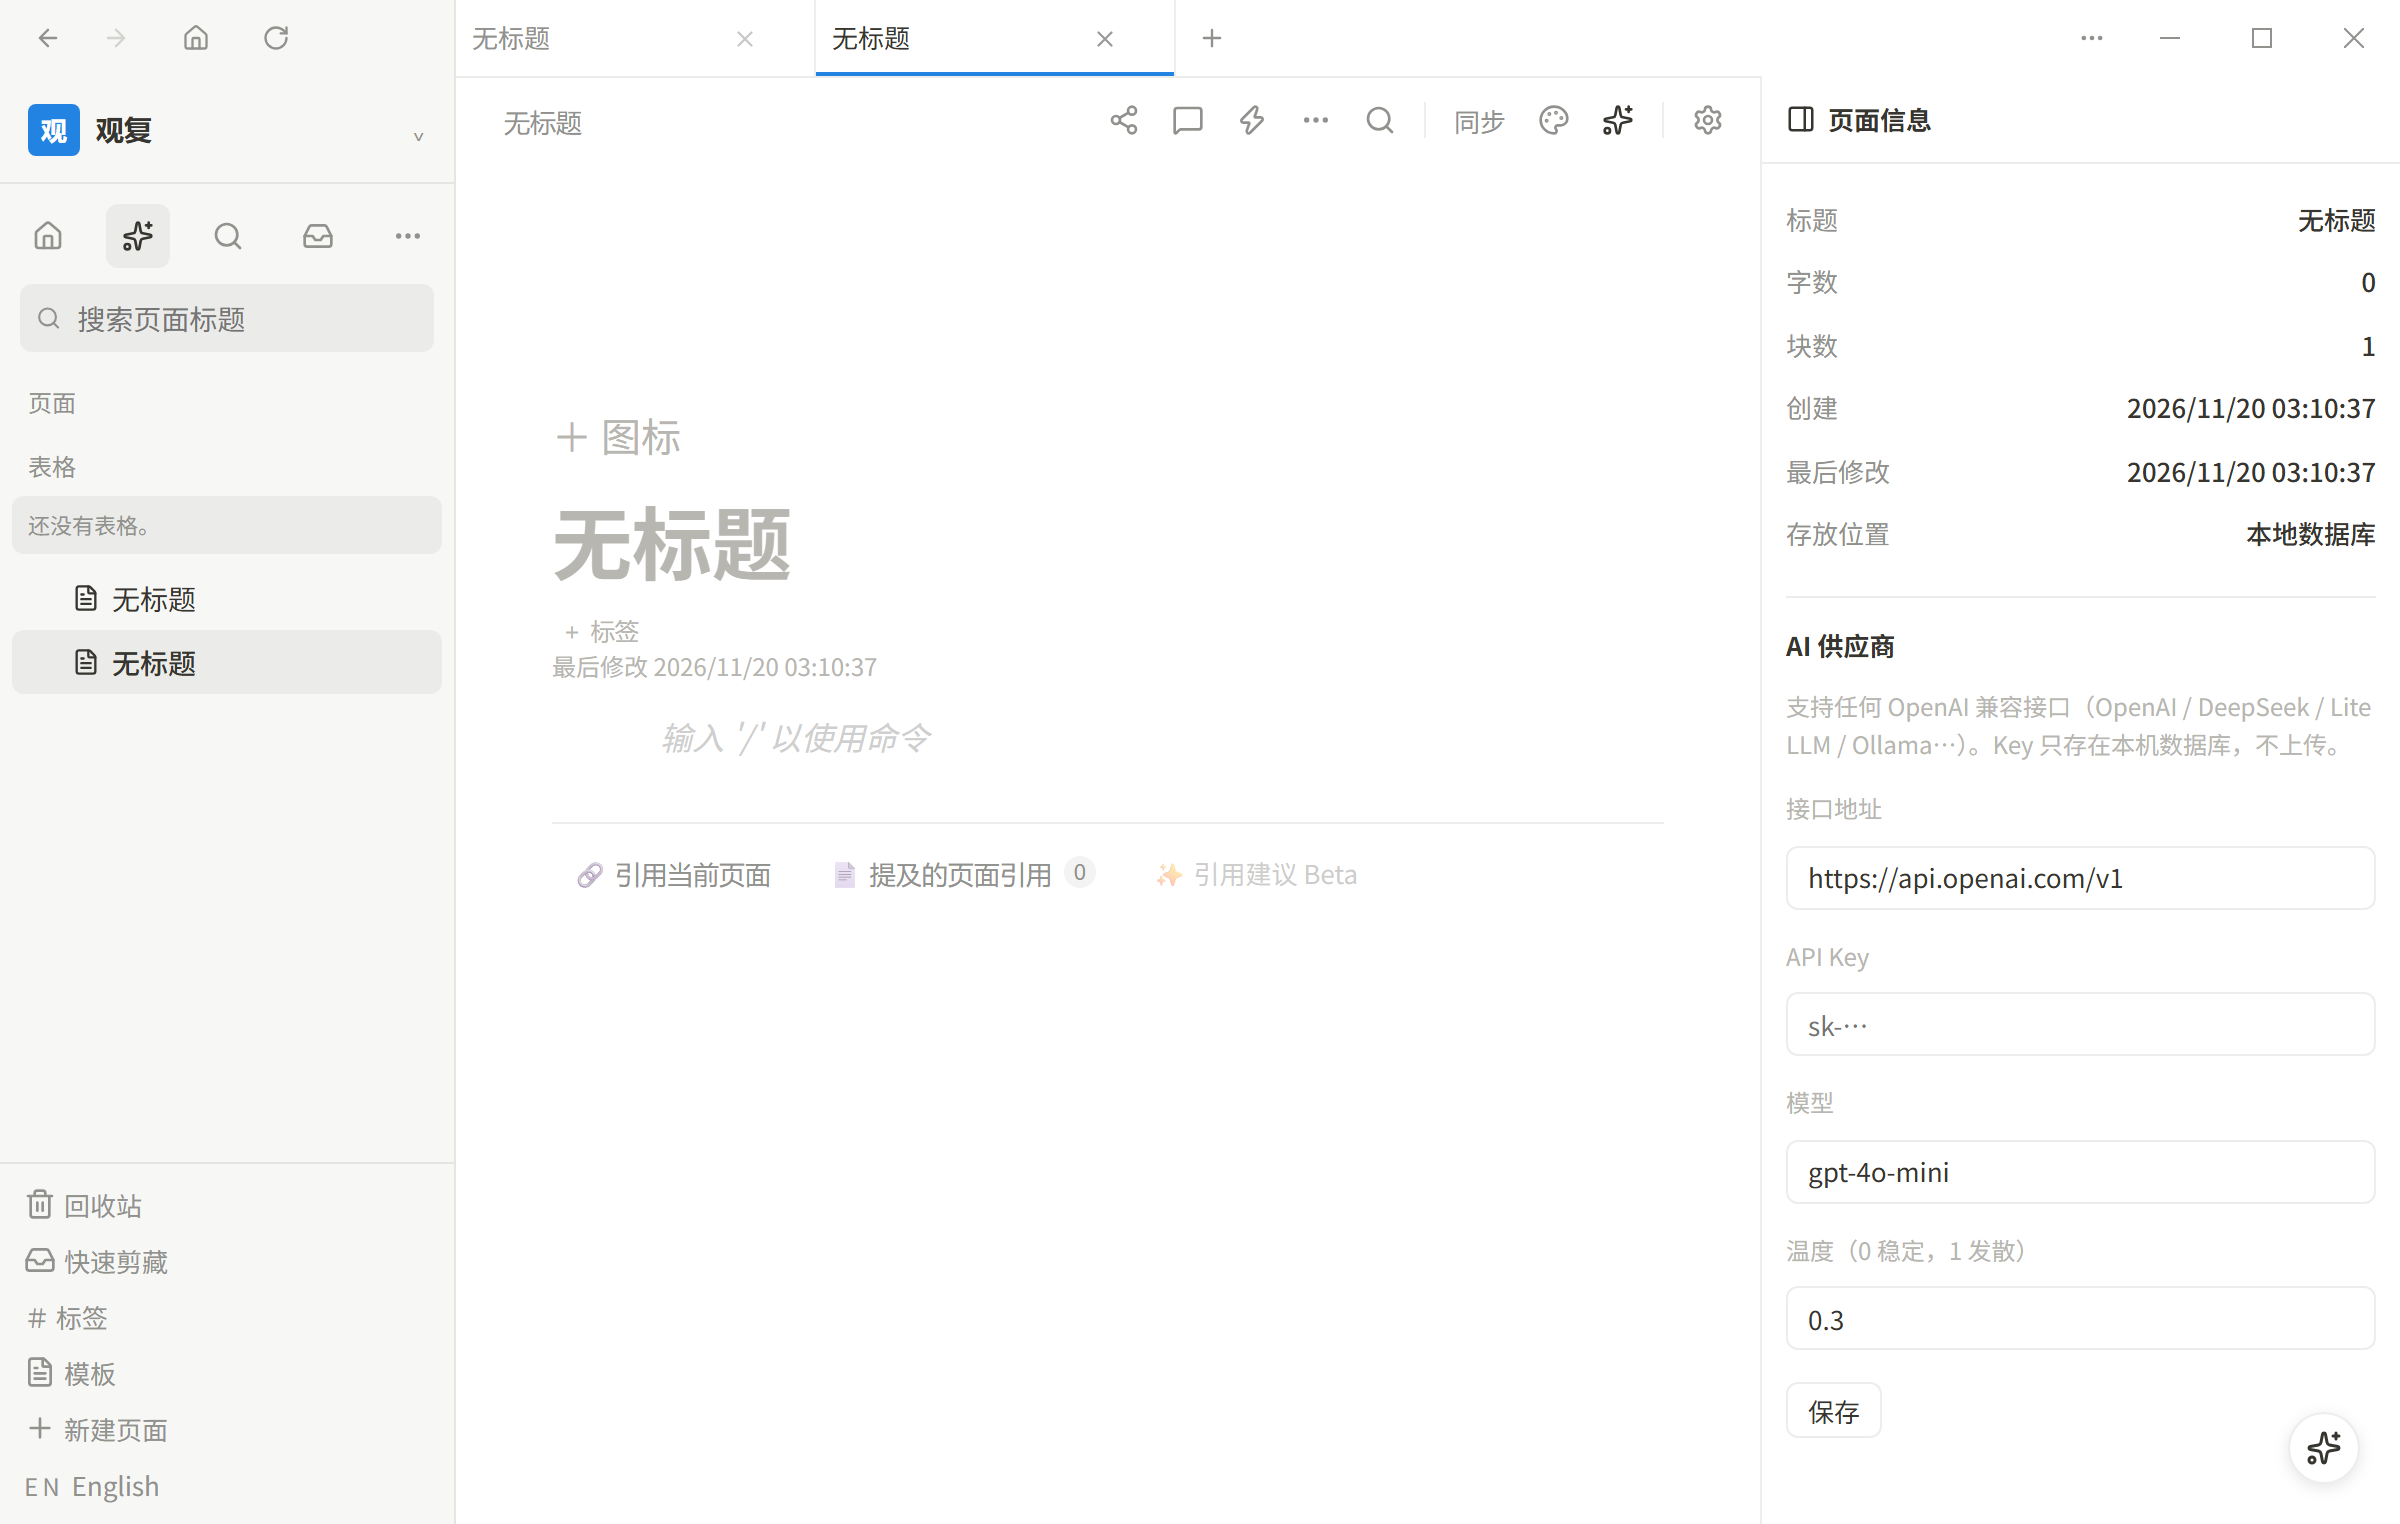 无标题
无标题
观 观复
搜索页面标题
页面
表格
还没有表格。
无标题
无标题
回收站
快速剪藏
# 标签
模板
新建页面
EN English
无标题
同步
+ 图标
无标题
+ 标签
最后修改 2026/11/20 03:10:37
输入 '/' 以使用命令
引用当前页面
提及的页面引用 0
引用建议 Beta
页面信息
标题 无标题
字数 0
块数 1
创建 2026/11/20 03:10:37
最后修改 2026/11/20 03:10:37
存放位置 本地数据库
AI 供应商
支持任何 OpenAI 兼容接口（OpenAI / DeepSeek / Lite
LLM / Ollama…）。Key 只存在本机数据库，不上传。
接口地址
https://api.openai.com/v1
API Key
sk-…
模型
gpt-4o-mini
温度（0 稳定，1 发散）
0.3
保存